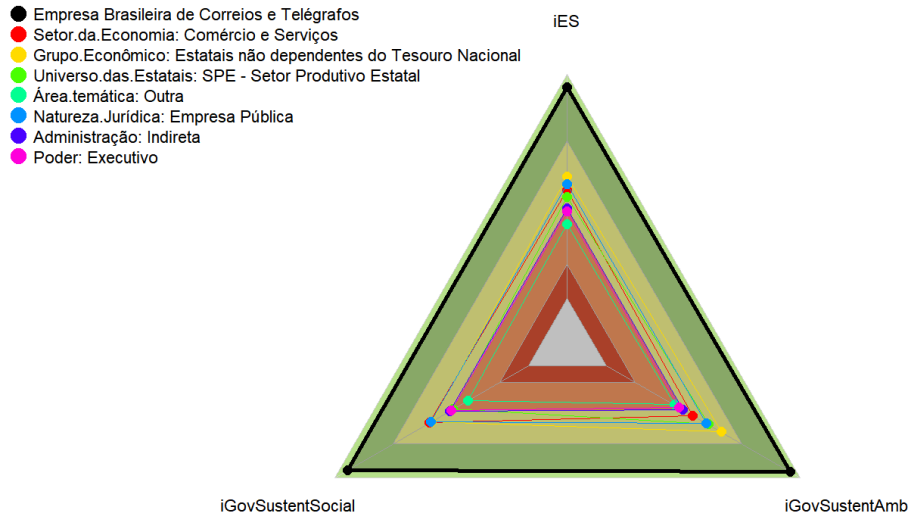 Empresa Brasileira de Correios e Telégrafos
Setor.da.Economia: Comércio e Serviços
Grupo.Econômico: Estatais não dependentes do Tesouro Nacional
Universo.das.Estatais: SPE - Setor Produtivo Estatal
Área.temática: Outra
Natureza.Jurídica: Empresa Pública
Administração: Indireta
Poder: Executivo
iES
iGovSustentSocial
iGovSustentAmb